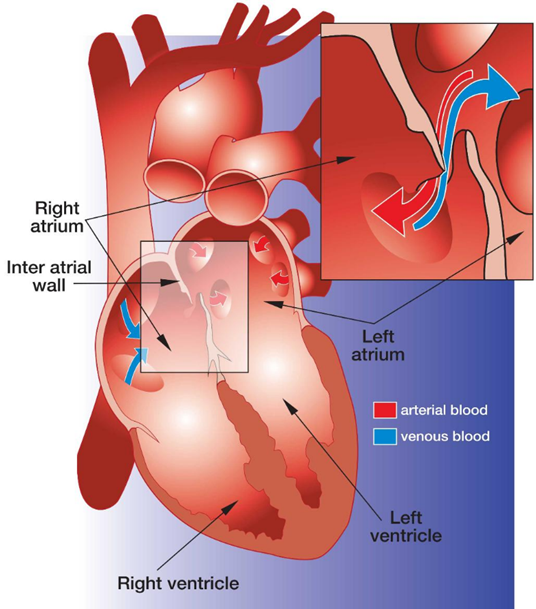 Right
atrium
Inter atrial
wall
Left
atrium
arterial blood
venous blood
Left
ventricle
Right ventricle